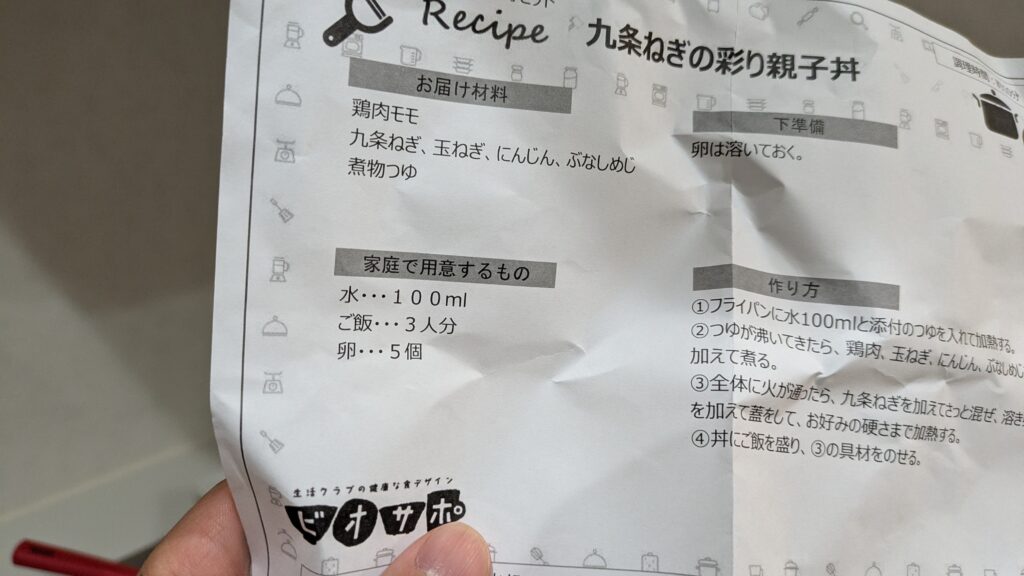 Recipe 九条ねぎの彩り親子丼
調理時間
お届け材料
鶏肉モモ
九条ねぎ、玉ねぎ、にんじん、ぶなしめじ
煮物つゆ
家庭で用意するもの
水・・・１００ml
ご飯・・・３人分
卵・・・５個
下準備
卵は溶いておく。
作り方
①フライパンに水100mlと添付のつゆを入れて加熱する。
②つゆが沸いてきたら、鶏肉、玉ねぎ、にんじん、ぶなしめじ
加えて煮る。
③全体に火が通ったら、九条ねぎを加えてさっと混ぜ、溶き
を加えて蓋をして、お好みの硬さまで加熱する。
④丼にご飯を盛り、③の具材をのせる。
生活クラブの健康な食デザイン
ビオサポ